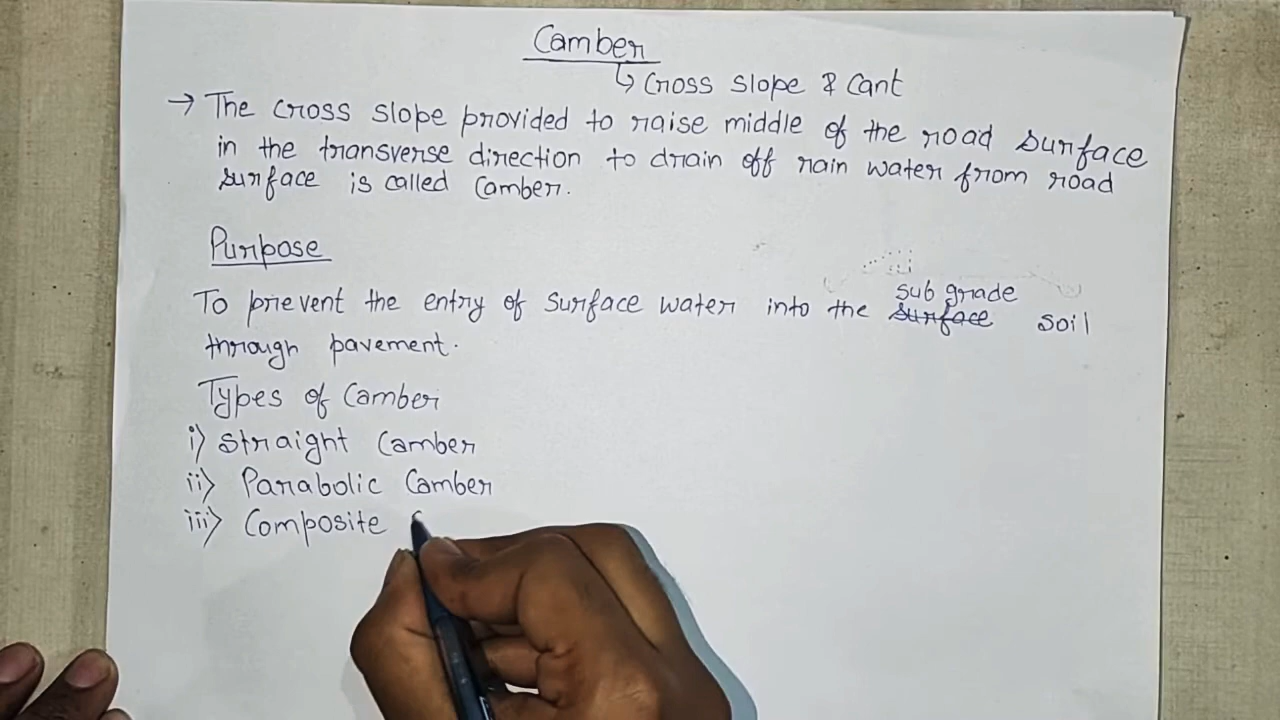 Camber
↳ Cross slope & Cant
→ The cross slope provided to raise middle of the road surface
in the transverse direction to drain off rain water from road
surface is called Camber.
Purpose
To prevent the entry of surface water into the surface sub grade soil
through pavement.
Types of Camber
i) Straight Camber
ii) Parabolic Camber
iii) Composite C